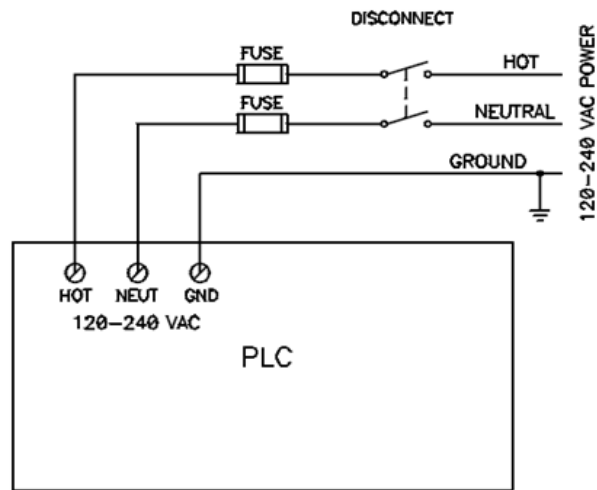 DISCONNECT
FUSE
HOT
FUSE
NEUTRAL
GROUND
120-240 VAC POWER
HOT NEUT GND
120-240 VAC
PLC